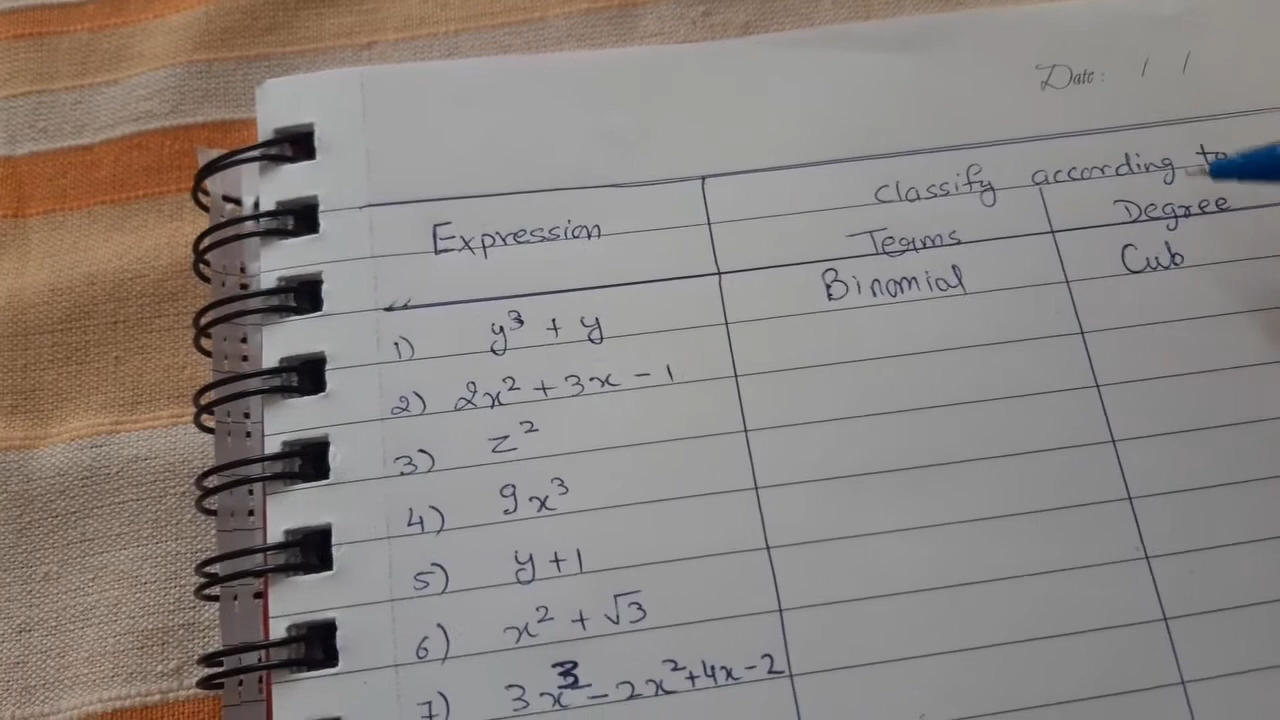 Date : / /
Classify according to
Expression Terms Degree
Binomial Cub
1) y³ + y
2) 2x² + 3x - 1
3) z²
4) 9x³
5) y + 1
6) x² + √3
7) 3x³ - 2x² + 4x - 2